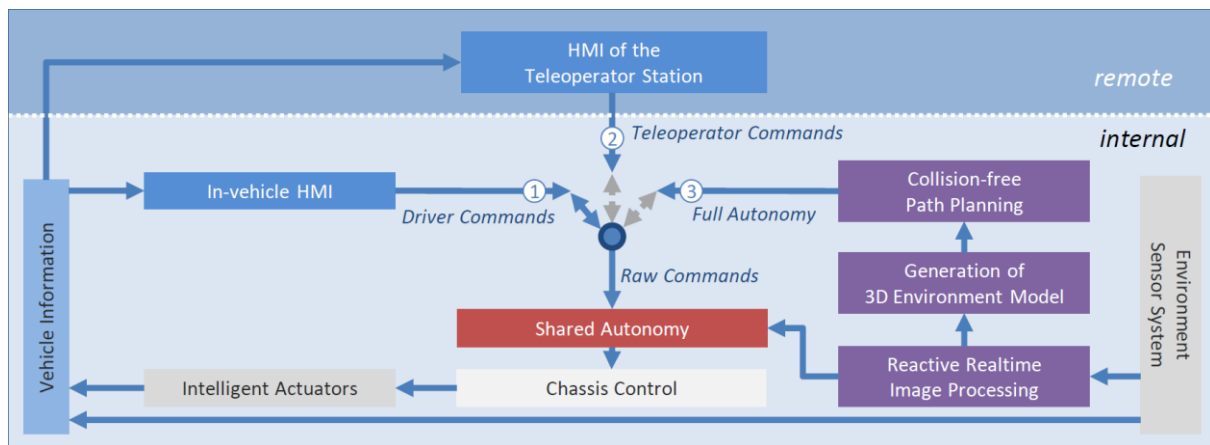 HMI of the
Teleoperator Station
remote
internal
2
Teleoperator Commands
In-vehicle HMI
1
Driver Commands
3
Full Autonomy
Collision-free
Path Planning
Raw Commands
Generation of
3D Environment Model
Shared Autonomy
Reactive Realtime
Image Processing
Chassis Control
Intelligent Actuators
Vehicle Information
Environment
Sensor System